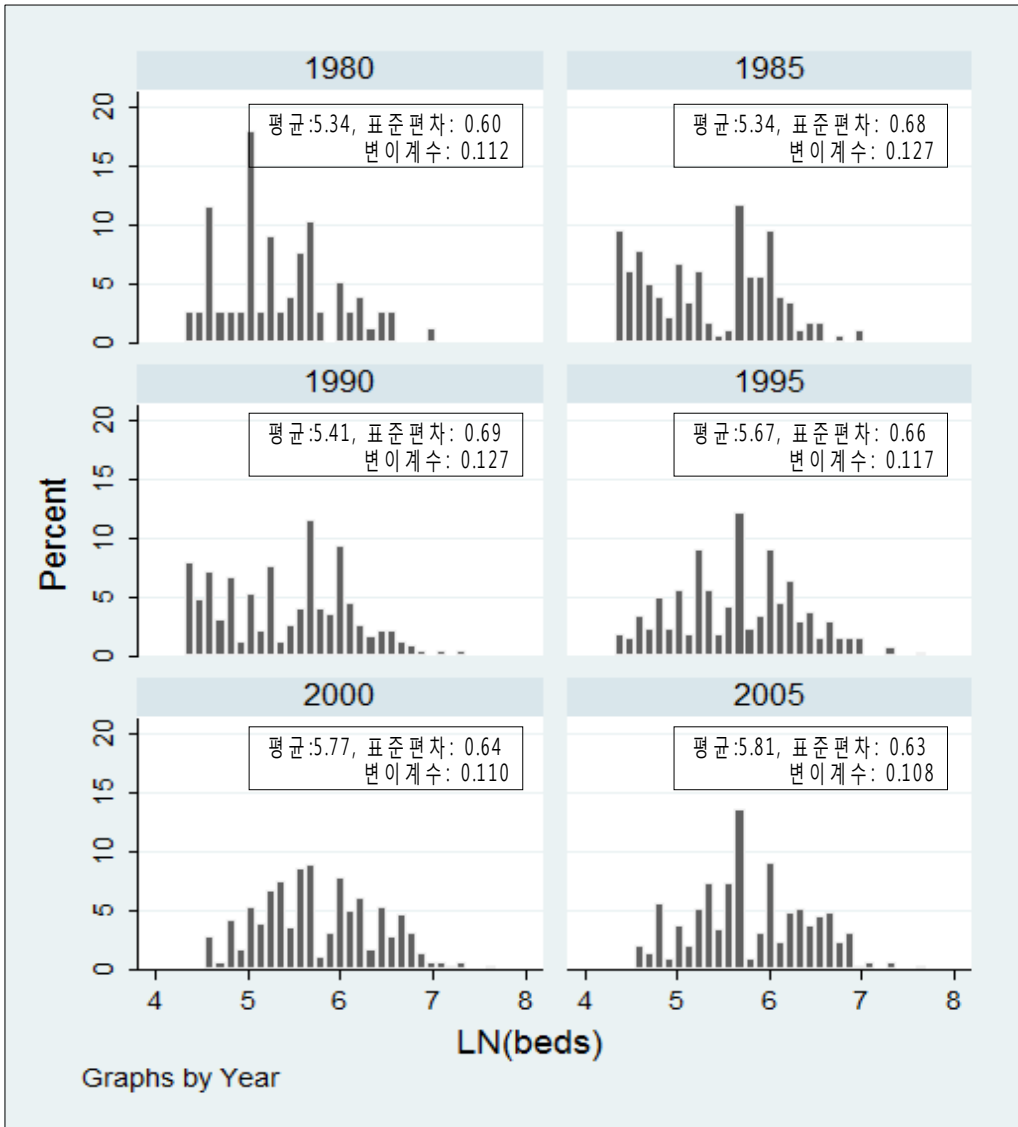 1980
평균:5.34, 표준편차: 0.60
변이계수: 0.112
1985
평균:5.34, 표준편차: 0.68
변이계수: 0.127
20
15
10
5
0
1990
평균:5.41, 표준편차: 0.69
변이계수: 0.127
1995
평균:5.67, 표준편차: 0.66
변이계수: 0.117
20
15
10
5
0
Percent
2000
평균:5.77, 표준편차: 0.64
변이계수: 0.110
2005
평균:5.81, 표준편차: 0.63
변이계수: 0.108
20
15
10
5
0
4 5 6 7 8
4 5 6 7 8
LN(beds)
Graphs by Year